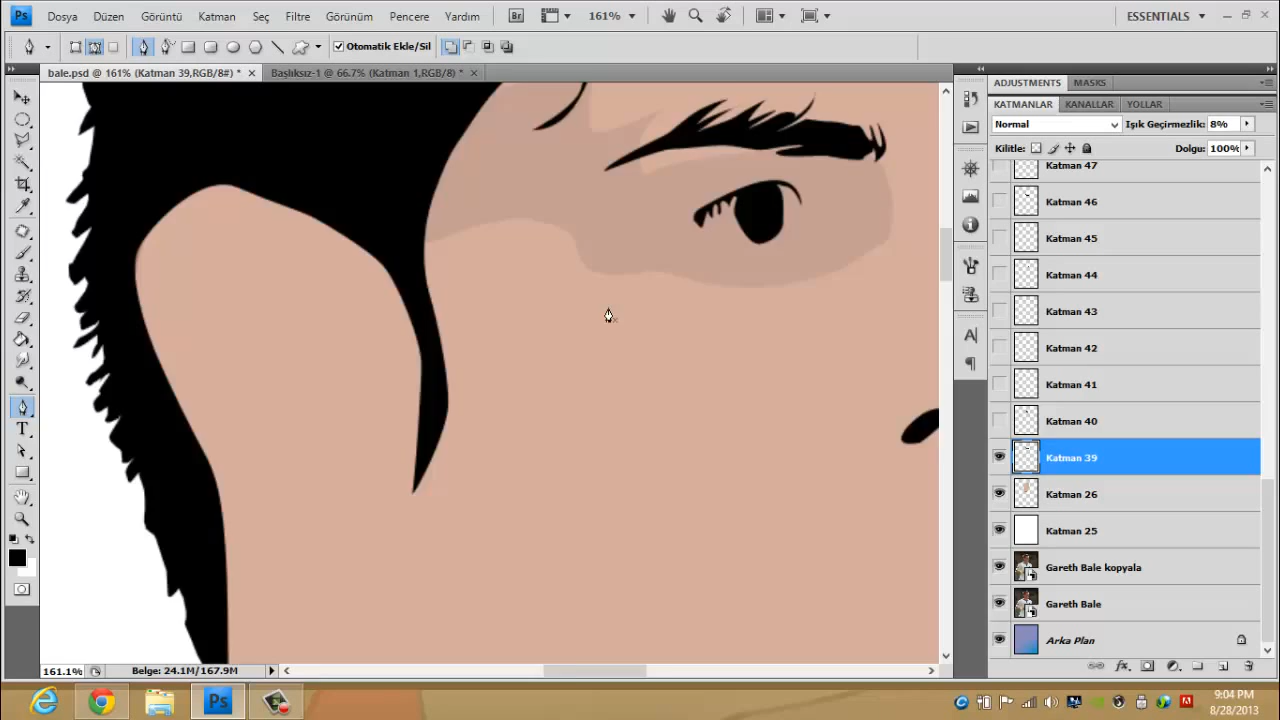 Ps Dosya Düzen Görüntü Katman Seç Filtre Görünüm Pencere Yardım Br 161% ESSENTIALS
Otomatik Ekle/Sil
bale.psd @ 161% (Katman 39,RGB/8#) * Başlıksız-1 @ 66.7% (Katman 1,RGB/8) *
ADJUSTMENTS MASKS
KATMANLAR KANALLAR YOLLAR
Normal Işık Geçirmezlik: 8%
Kilitle: Dolgu: 100%
Katman 47
Katman 46
Katman 45
Katman 44
Katman 43
Katman 42
Katman 41
Katman 40
Katman 39
Katman 26
Katman 25
Gareth Bale kopyala
Gareth Bale
Arka Plan
161.1% Belge: 24.1M/167.9M
Ps
9:04 PM
8/28/2013